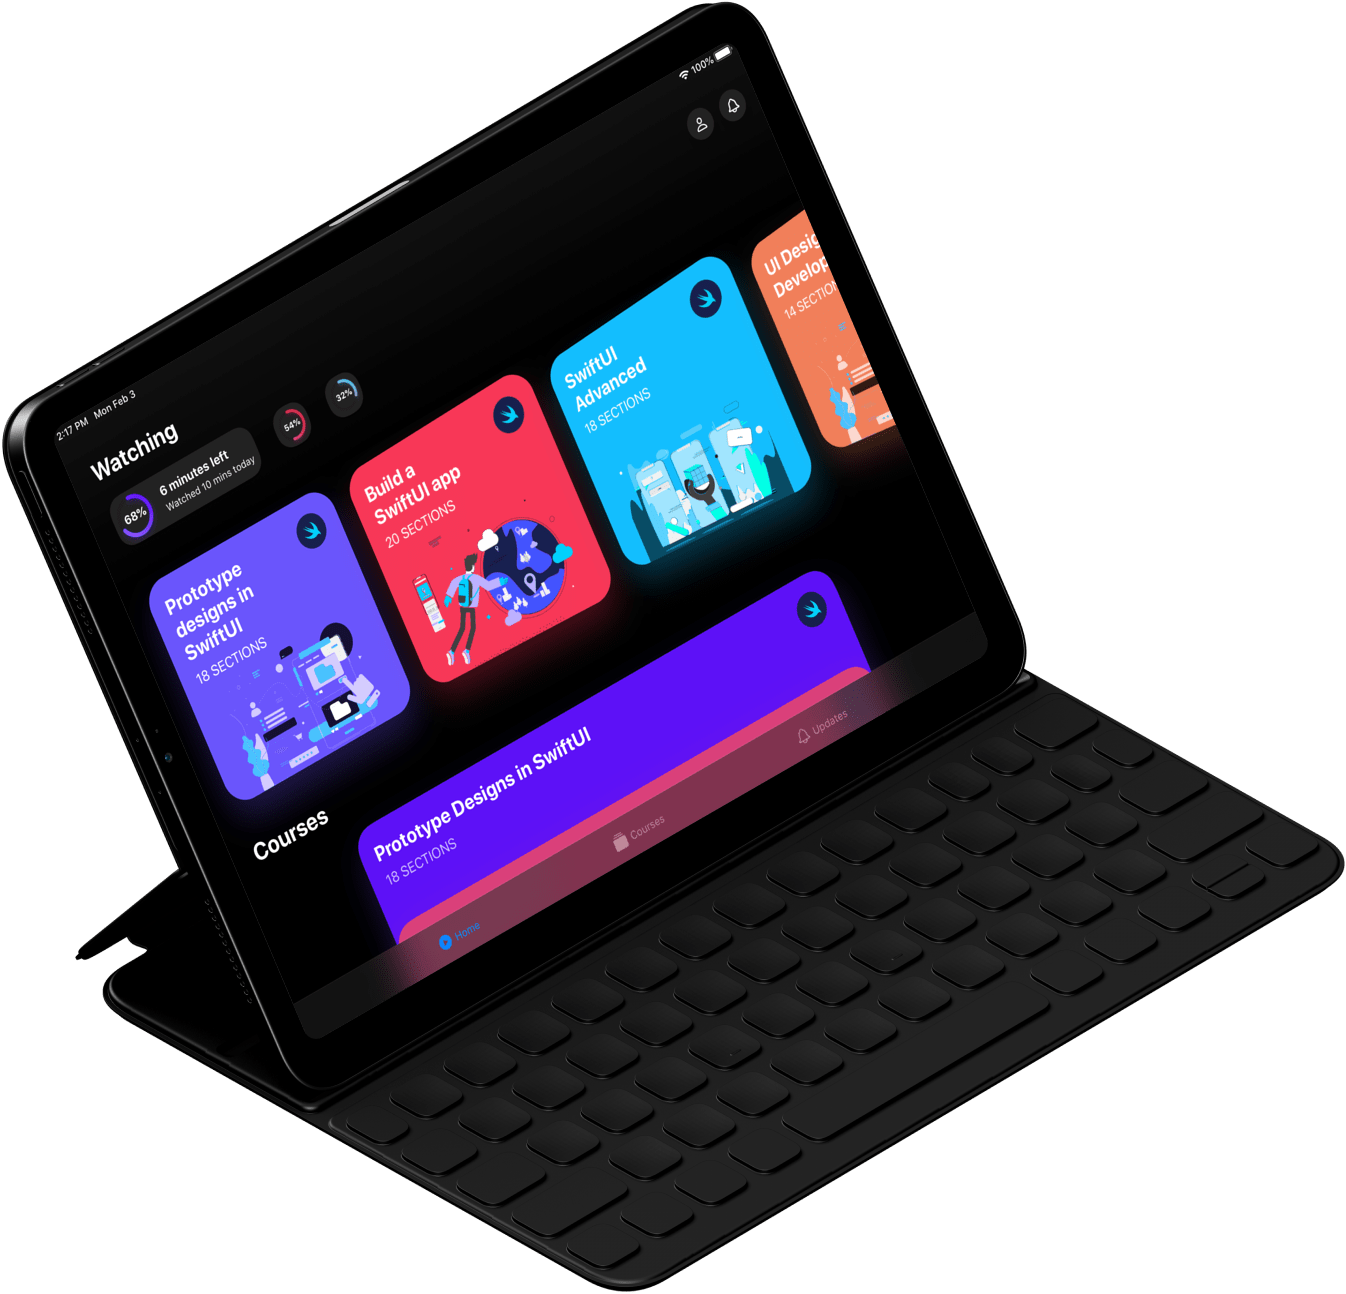 2:17 PM Mon Feb 3
100%
Watching
68%
6 minutes left
Watched 10 mins today
54%
32%
Prototype
designs in
SwiftUI
18 SECTIONS
Build a
SwiftUI app
20 SECTIONS
SwiftUI
Advanced
18 SECTIONS
UI Desig
Develop
14 SECTION
Courses
Prototype Designs in SwiftUI
18 SECTIONS
Home
Courses
Updates